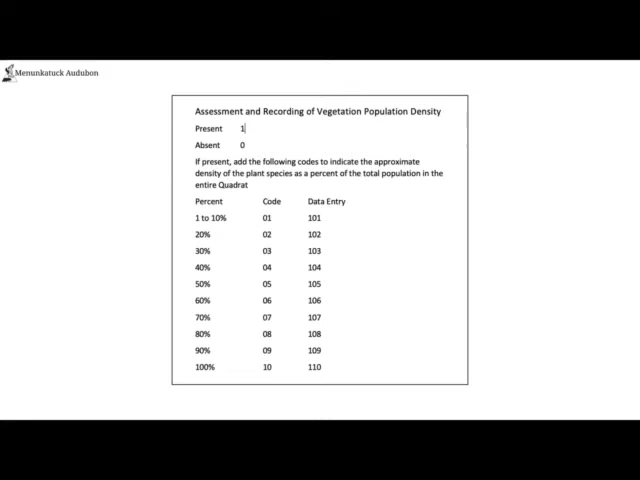 Menunkatuck Audubon
Assessment and Recording of Vegetation Population Density
Present 1
Absent 0
If present, add the following codes to indicate the approximate
density of the plant species as a percent of the total population in the
entire Quadrat
Percent Code Data Entry
1 to 10% 01 101
20% 02 102
30% 03 103
40% 04 104
50% 05 105
60% 06 106
70% 07 107
80% 08 108
90% 09 109
100% 10 110